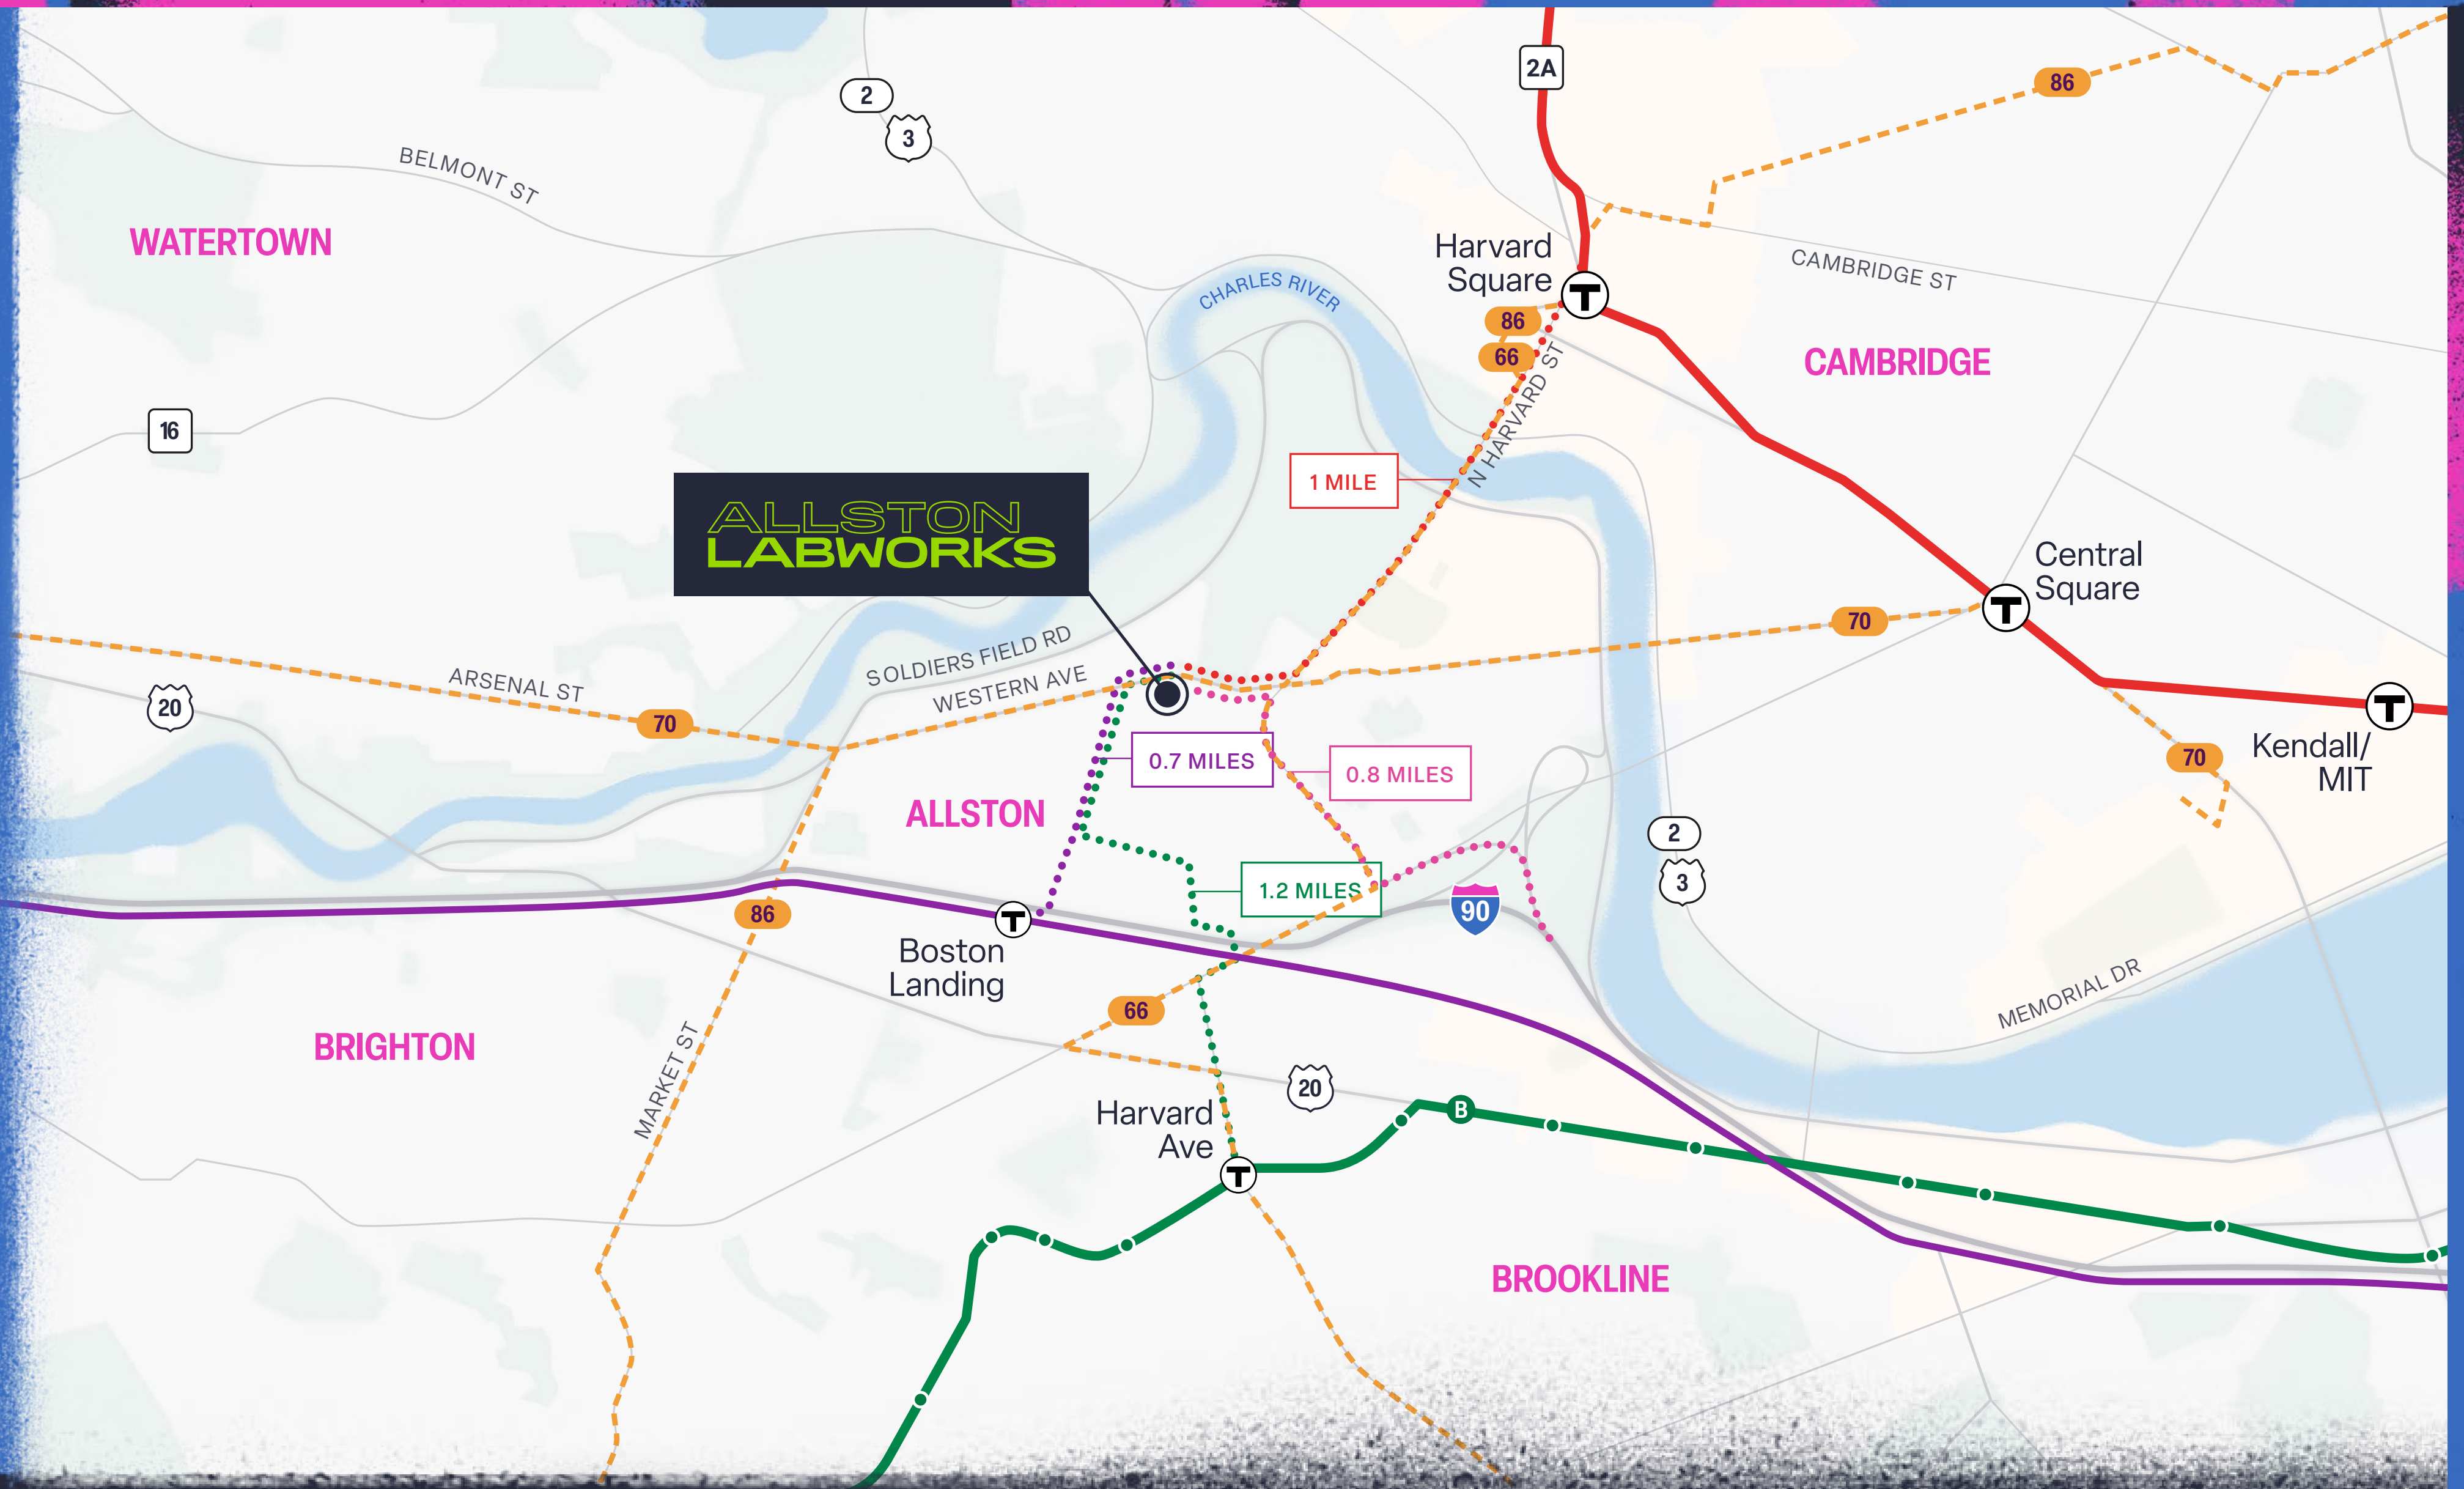 2A
86
2
3
BELMONT ST
WATERTOWN
Harvard
Square
CAMBRIDGE ST
CHARLES RIVER
86
66
N HARVARD ST
CAMBRIDGE
16
1 MILE
ALLSTON
LABWORKS
Central
Square
70
SOLDIERS FIELD RD
WESTERN AVE
ARSENAL ST
20
70
0.7 MILES
0.8 MILES
Kendall/
MIT
70
ALLSTON
2
3
1.2 MILES
90
86
Boston
Landing
66
MEMORIAL DR
BRIGHTON
MARKET ST
20
B
Harvard
Ave
T
T
T
T
T
BROOKLINE